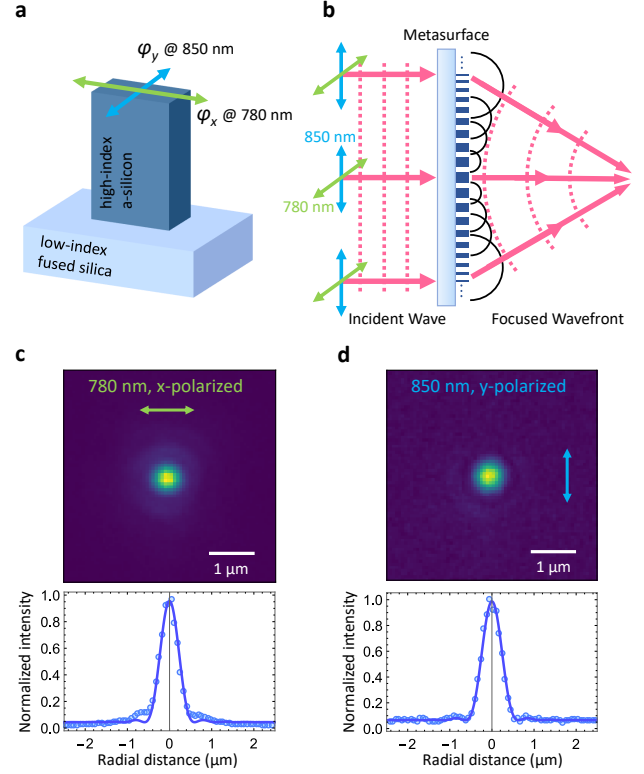 a
φy @ 850 nm
φx @ 780 nm
high-index
a-silicon
low-index
fused silica
b
Metasurface
850 nm
780 nm
Incident Wave
Focused Wavefront
c
780 nm, x-polarized
1 μm
Normalized intensity
1.0
0.8
0.6
0.4
0.2
0.0
−2 −1 0 1 2
Radial distance (μm)
d
850 nm, y-polarized
1 μm
Normalized intensity
1.0
0.8
0.6
0.4
0.2
0.0
−2 −1 0 1 2
Radial distance (μm)